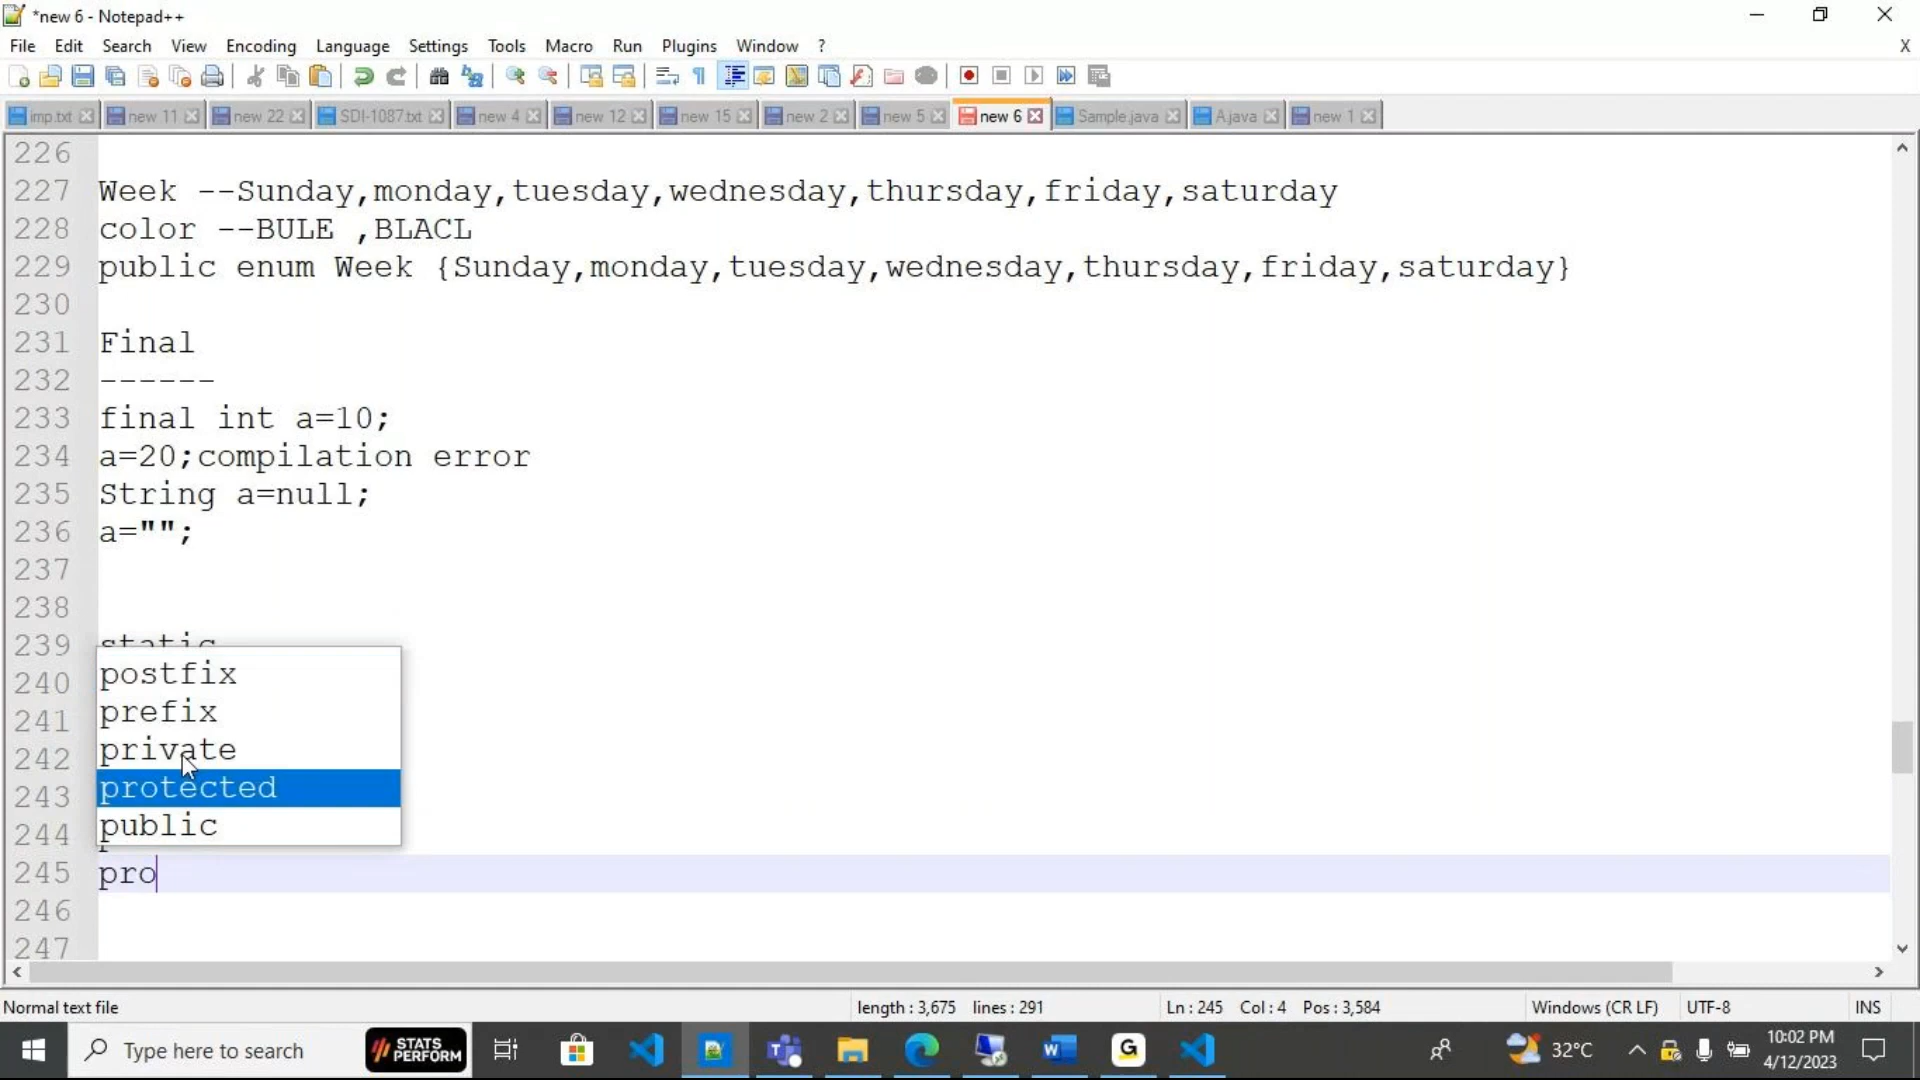 *new 6 - Notepad++
File Edit Search View Encoding Language Settings Tools Macro Run Plugins Window ? X
imp.txt new 11 new 22 SDI-1087.txt new 4 new 12 new 15 new 2 new 5 new 6 Sample.java A.java new 1
226
227 Week --Sunday,monday,tuesday,wednesday,thursday,friday,saturday
228 color --BULE ,BLACL
229 public enum Week {Sunday,monday,tuesday,wednesday,thursday,friday,saturday}
230
231 Final
232 ------
233 final int a=10;
234 a=20;compilation error
235 String a=null;
236 a="";
237
238
239 static
240 postfix
241 prefix
242 private
243 protected
244 public
245 pro
246
247
Normal text file length : 3,675 lines : 291 Ln : 245 Col : 4 Pos : 3,584 Windows (CR LF) UTF-8 INS
Type here to search STATS PERFORM G 32°C 10:02 PM
4/12/2023